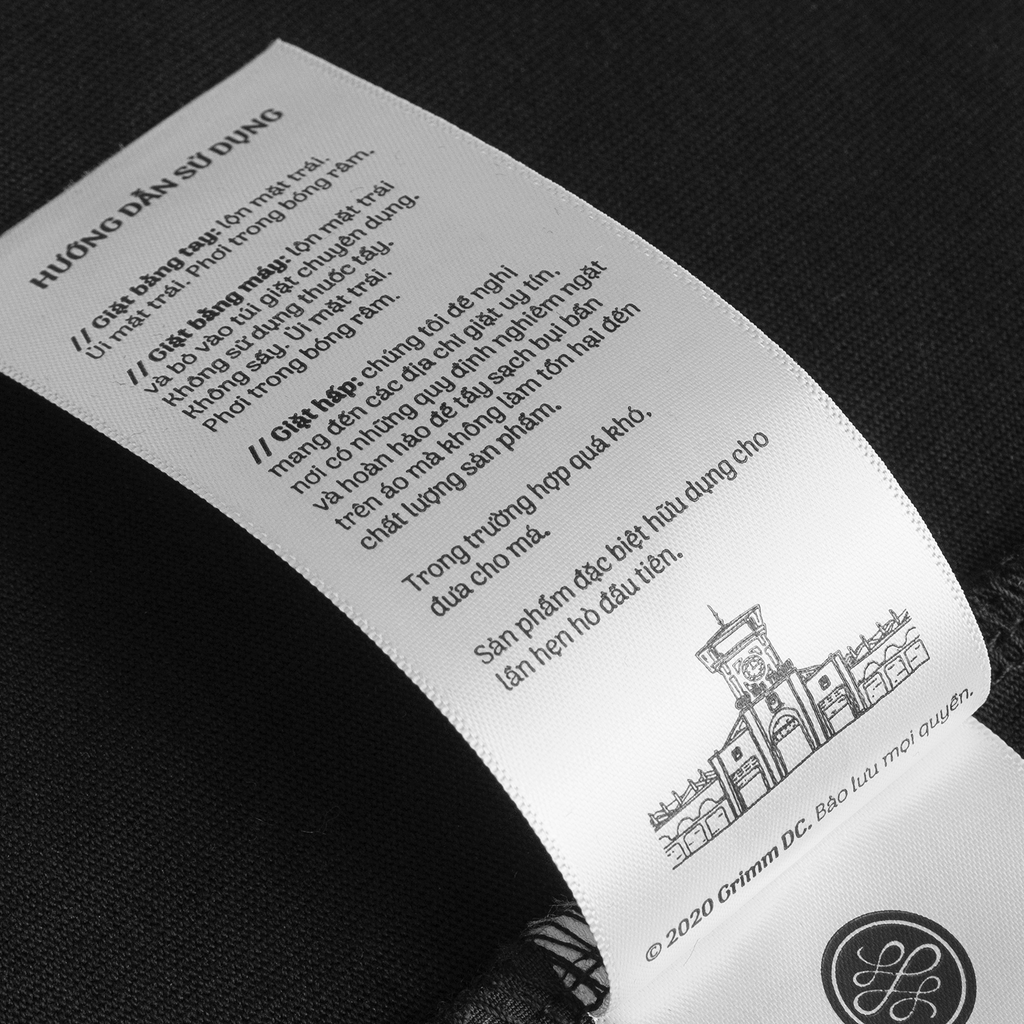 HƯỚNG DẪN SỬ DỤNG
// Giặt bằng tay: lộn mặt trái.
Ủi mặt trái. Phơi trong bóng râm.
// Giặt bằng máy: lộn mặt trái
và bỏ vào túi giặt chuyên dụng.
Không sử dụng thuốc tẩy.
Không sấy. Ủi mặt trái.
Phơi trong bóng râm.
// Giặt hấp: chúng tôi đề nghị
mang đến các địa chỉ giặt uy tín,
nơi có những quy định nghiêm ngặt
và hoàn hảo để tẩy sạch bụi bẩn
trên áo mà không làm tổn hại đến
chất lượng sản phẩm.
Trong trường hợp quá khó,
đưa cho má.
Sản phẩm đặc biệt hữu dụng cho
lần hẹn hò đầu tiên.
© 2020 Grimm DC. Bảo lưu mọi quyền.